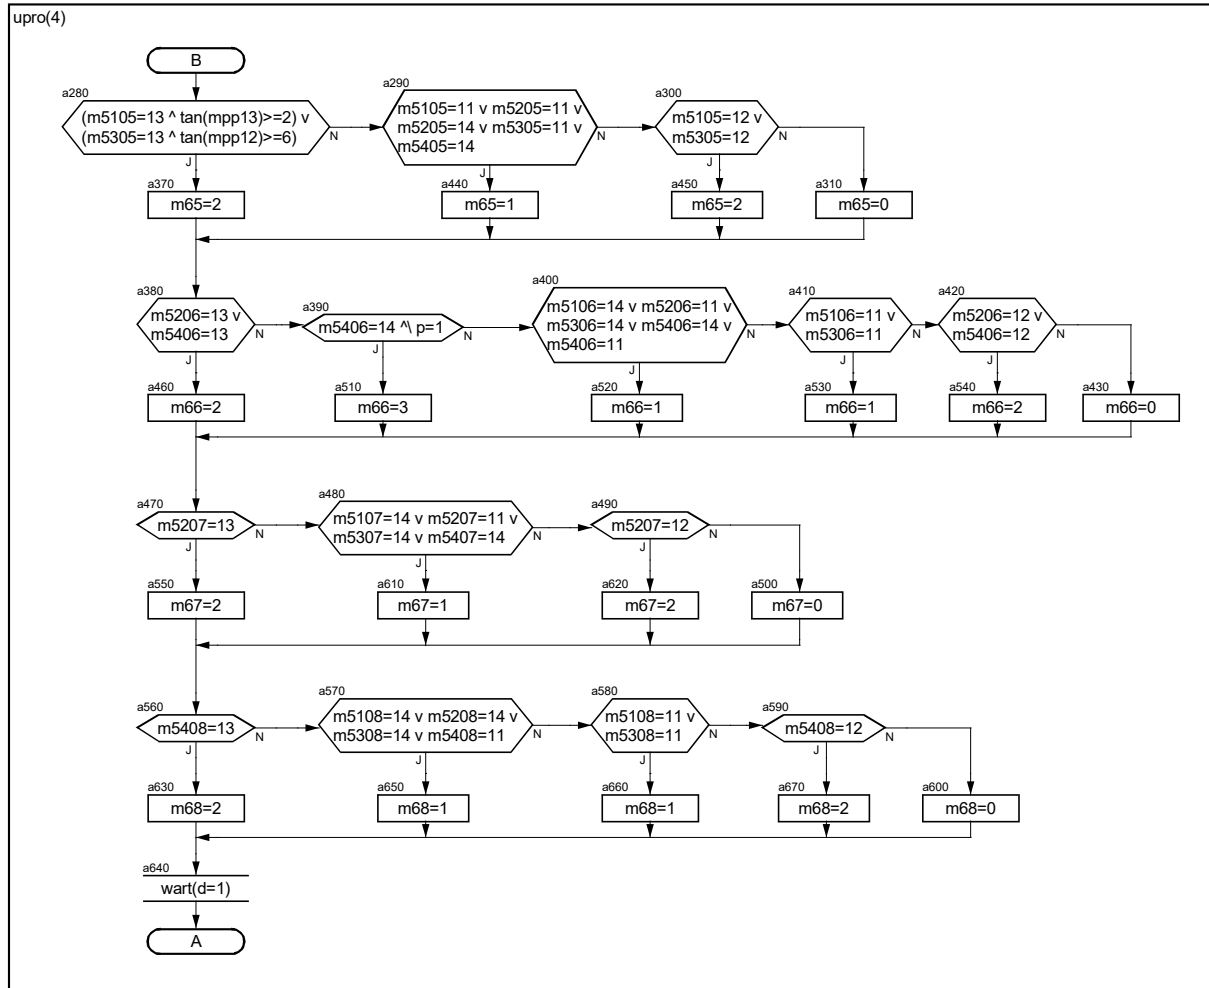 upro(4)
B
a280
(m5105=13 ^ tan(mpp13)>=2) v
(m5305=13 ^ tan(mpp12)>=6)
N
J
a290
m5105=11 v m5205=11 v
m5205=14 v m5305=11 v
m5405=14
N
J
a300
m5105=12 v
m5305=12
N
J
a370
m65=2
a440
m65=1
a450
m65=2
a310
m65=0
a380
m5206=13 v
m5406=13
N
J
a390
m5406=14 ^\ p=1
N
J
a400
m5106=14 v m5206=11 v
m5306=14 v m5406=14 v
m5406=11
N
J
a410
m5106=11 v
m5306=11
N
J
a420
m5206=12 v
m5406=12
N
J
a460
m66=2
a510
m66=3
a520
m66=1
a530
m66=1
a540
m66=2
a430
m66=0
a470
m5207=13
N
J
a480
m5107=14 v m5207=11 v
m5307=14 v m5407=14
N
J
a490
m5207=12
N
J
a550
m67=2
a610
m67=1
a620
m67=2
a500
m67=0
a560
m5408=13
N
J
a570
m5108=14 v m5208=14 v
m5308=14 v m5408=11
N
J
a580
m5108=11 v
m5308=11
N
J
a590
m5408=12
N
J
a630
m68=2
a650
m68=1
a660
m68=1
a670
m68=2
a600
m68=0
a640
wart(d=1)
A